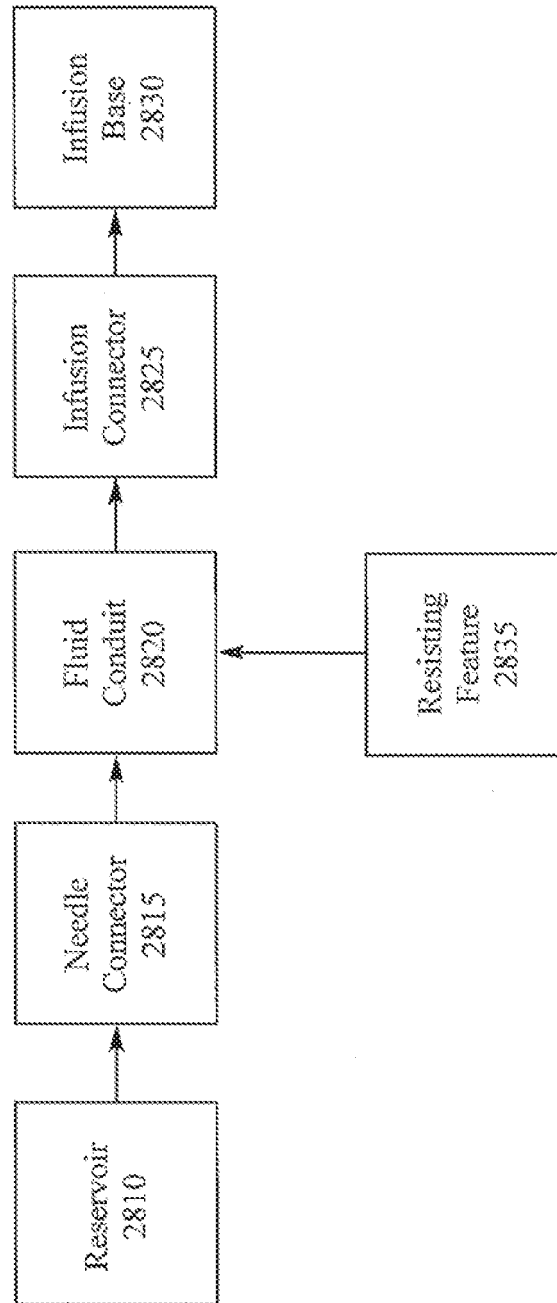 Reservoir
2810
Needle
Connector
2815
Fluid
Conduit
2820
Infusion
Connector
2825
Infusion
Base
2830
Resisting
Feature
2835